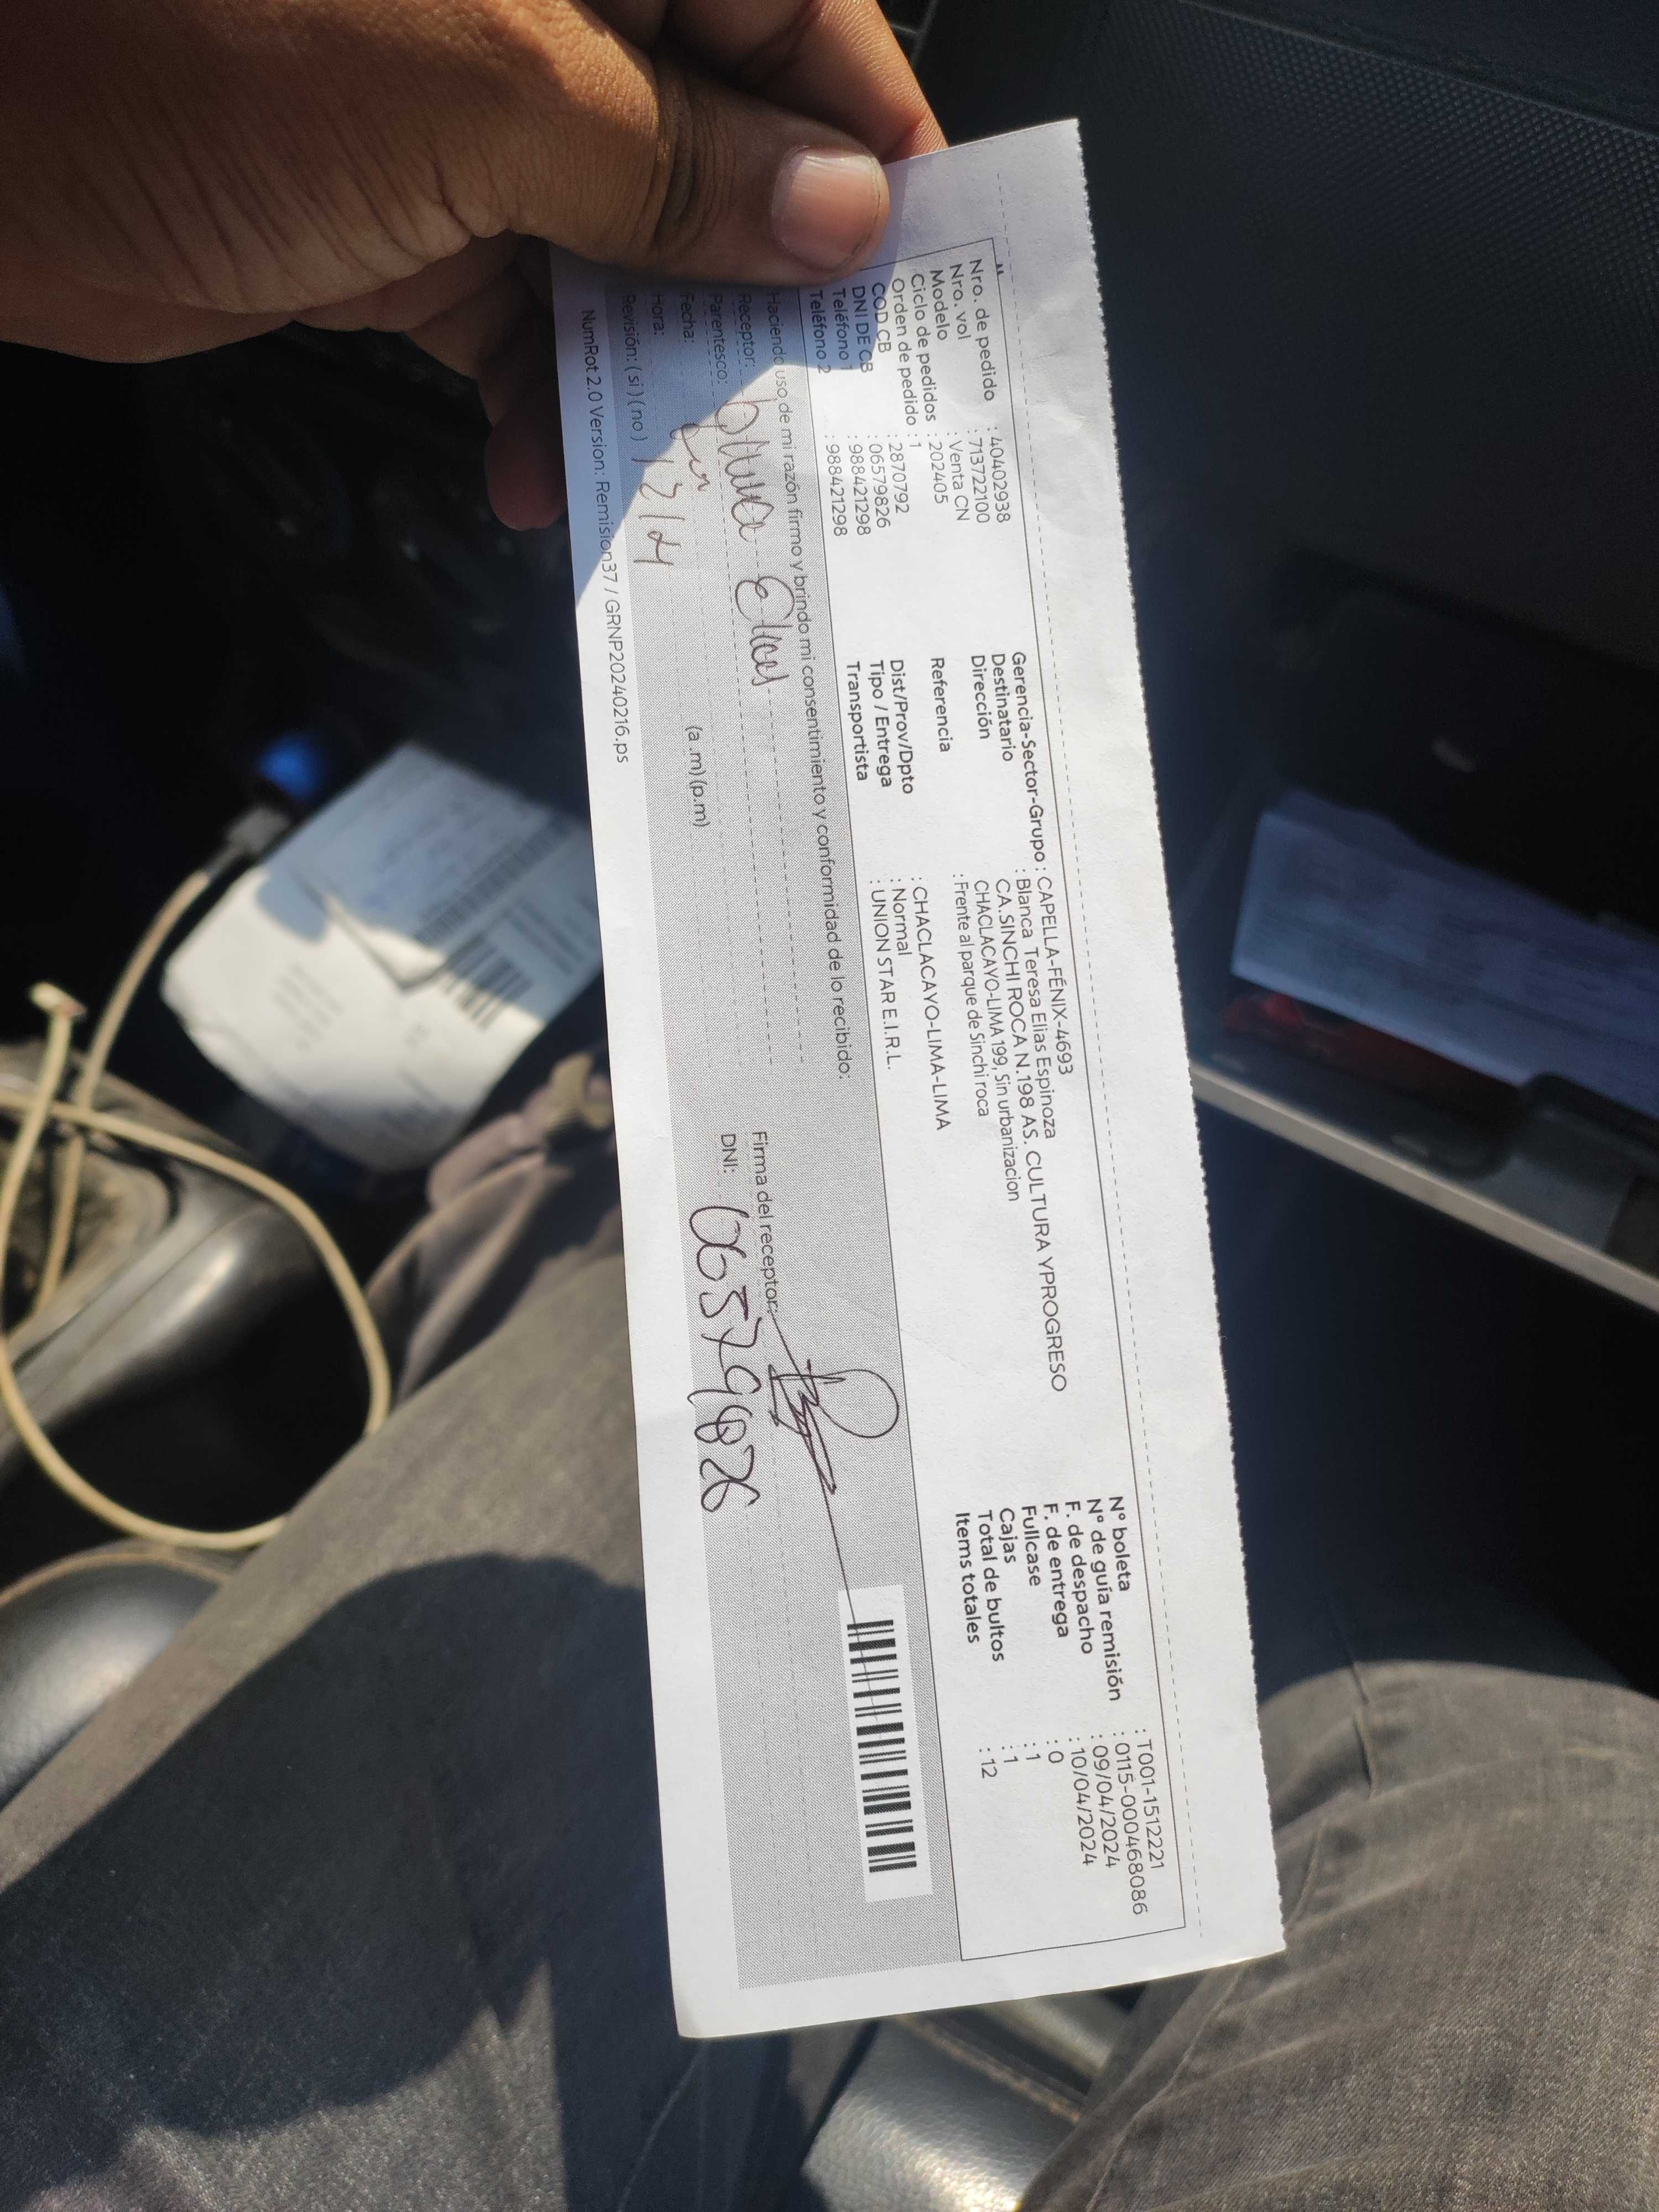 Nro. de pedido : 40402938
Nro. vol : 713722100
Modelo : Venta CN
Ciclo de pedidos : 202405
Orden de pedido : 1
COD CB : 2870792
DNI DE CB : 06579826
Teléfono 1 : 988421298
Teléfono 2 : 988421298
Gerencia-Sector-Grupo : CAPELLA-FÉNIX-4693
Destinatario : Blanca Teresa Elias Espinoza
Dirección CA.SINCHI ROCA N.198 AS. CULTURA YPROGRESO
CHACLACAYO-LIMA 199, Sin urbanizacion
Referencia : Frente al parque de Sinchi roca
Dist/Prov/Dpto : CHACLACAYO-LIMA-LIMA
Tipo / Entrega : Normal
Transportista : UNION STAR E.I.R.L.
N° boleta : T001-1512221
N° de guía remisión : 0115-000468086
F. de despacho : 09/04/2024
F. de entrega : 10/04/2024
Fullcase : 0
Cajas : 1
Total de bultos : 1
Items totales : 12
Haciendo uso de mi razón firmo y brindo mi consentimiento y conformidad de lo recibido:
Receptor: Blanca Elias
Parentesco:
Fecha:
Hora: (a .m) (p.m)
Revisión: ( si ) ( no )
Firma del receptor:
DNI: 06579826
NumRot 2.0 Version: Remision37 / GRNP20240216.ps